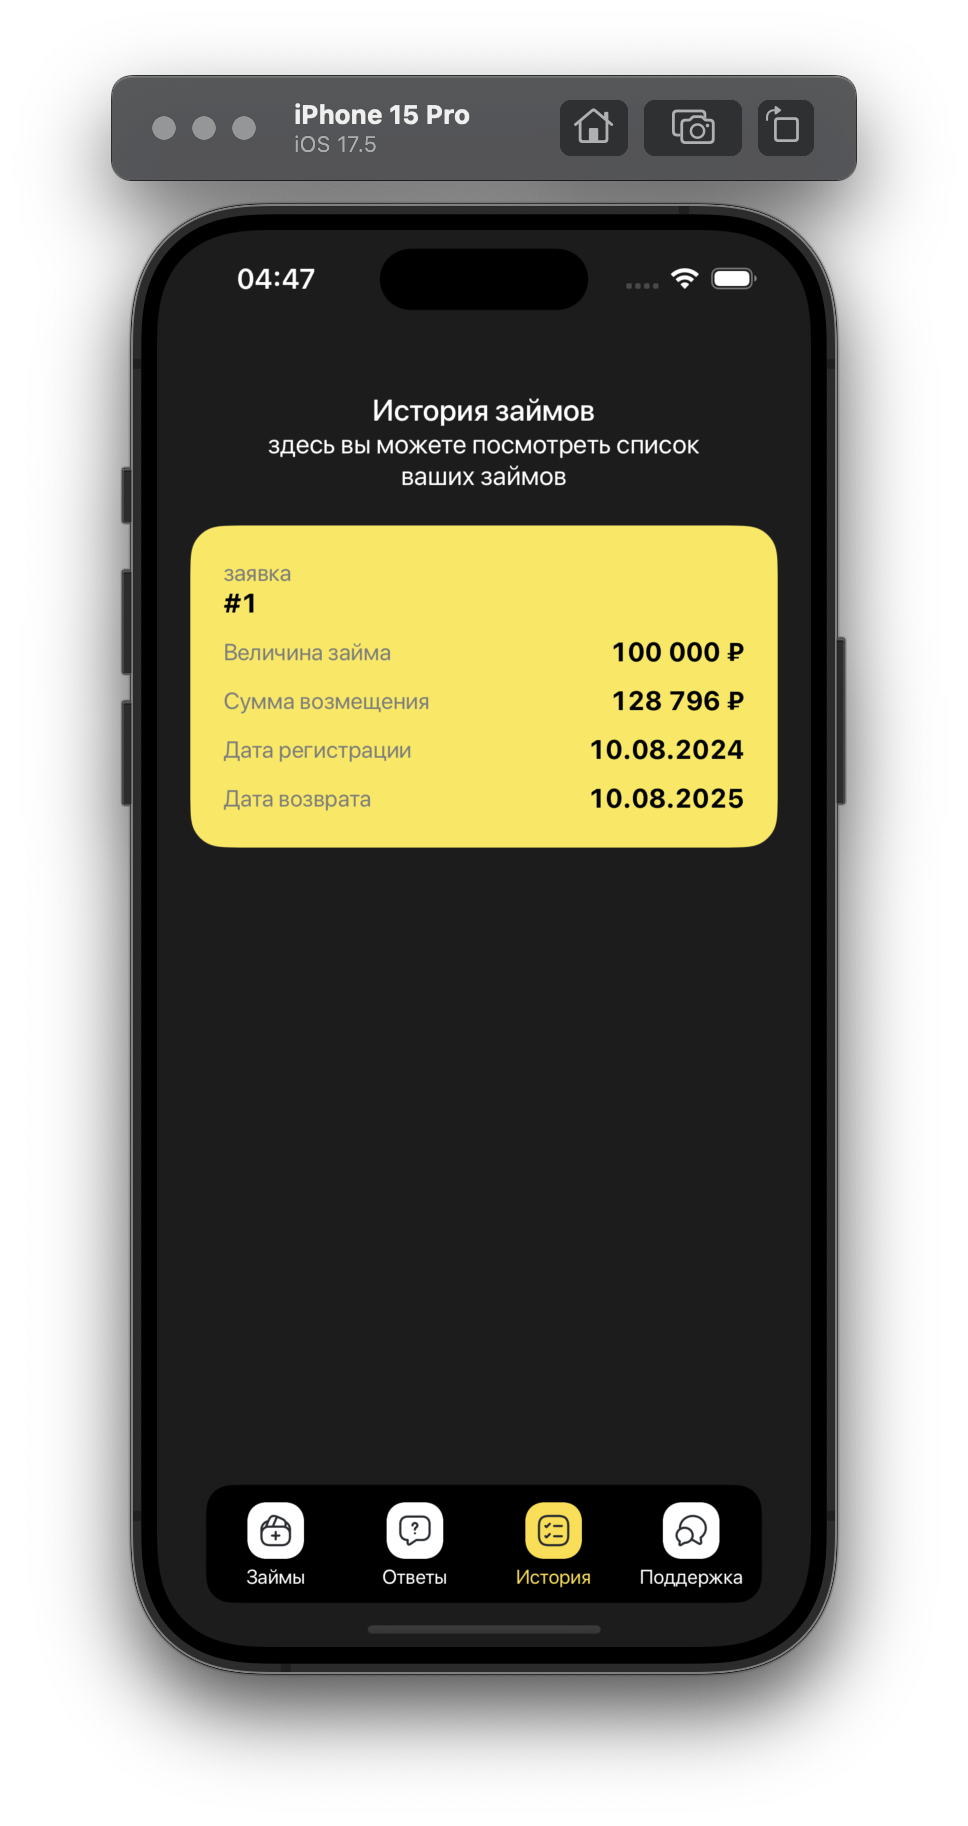 iPhone 15 Pro
iOS 17.5
04:47
История займов
здесь вы можете посмотреть список
ваших займов
заявка
#1
Величина займа 100 000 ₽
Сумма возмещения 128 796 ₽
Дата регистрации 10.08.2024
Дата возврата 10.08.2025
Займы Ответы История Поддержка